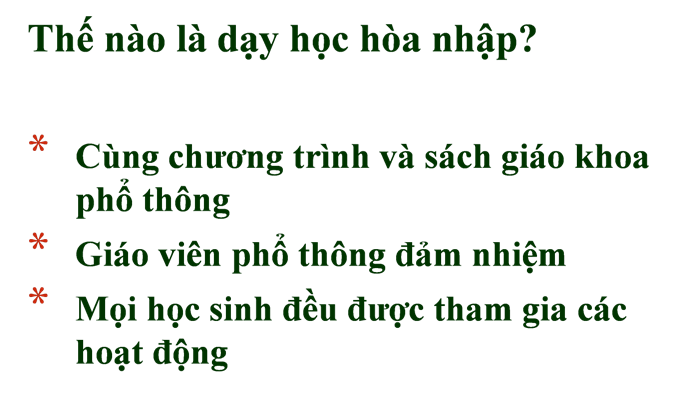 Thế nào là dạy học hòa nhập?
* Cùng chương trình và sách giáo khoa
phổ thông
* Giáo viên phổ thông đảm nhiệm
* Mọi học sinh đều được tham gia các
hoạt động